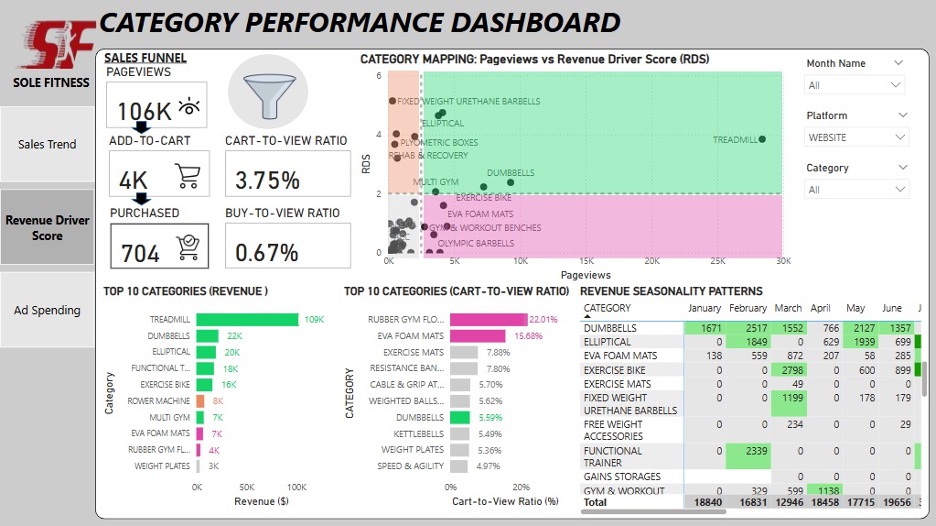 CATEGORY PERFORMANCE DASHBOARD
SF
SOLE FITNESS
Sales Trend
Revenue Driver
Score
Ad Spending
SALES FUNNEL
PAGEVIEWS
106K
ADD-TO-CART
4K
PURCHASED
704
CART-TO-VIEW RATIO
3.75%
BUY-TO-VIEW RATIO
0.67%
CATEGORY MAPPING: Pageviews vs Revenue Driver Score (RDS)
RDS
6
4
2
0
FIXED WEIGHT URETHANE BARBELLS
ELLIPTICAL
PLYOMETRIC BOXES
REHAB & RECOVERY
TREADMILL
DUMBBELLS
MULTI GYM
EXERCISE BIKE
EVA FOAM MATS
GYM & WORKOUT BENCHES
OLYMPIC BARBELLS
0K 5K 10K 15K 20K 25K 30K
Pageviews
Month Name
All
Platform
WEBSITE
Category
All
TOP 10 CATEGORIES (REVENUE )
Category
TREADMILL 109K
DUMBBELLS 22K
ELLIPTICAL 20K
FUNCTIONAL T... 18K
EXERCISE BIKE 16K
ROWER MACHINE 8K
MULTI GYM 7K
EVA FOAM MATS 7K
RUBBER GYM FL... 4K
WEIGHT PLATES 3K
0K 50K 100K
Revenue ($)
TOP 10 CATEGORIES (CART-TO-VIEW RATIO)
CATEGORY
RUBBER GYM FLO... 22.01%
EVA FOAM MATS 15.68%
EXERCISE MATS 7.88%
RESISTANCE BAN... 7.80%
CABLE & GRIP AT... 5.70%
WEIGHTED BALLS... 5.62%
DUMBBELLS 5.59%
KETTLEBELLS 5.49%
WEIGHT PLATES 5.36%
SPEED & AGILITY 4.97%
0% 20%
Cart-to-View Ratio (%)
REVENUE SEASONALITY PATTERNS
CATEGORY January February March April May June J
DUMBBELLS 1671 2517 1552 766 2127 1357
ELLIPTICAL 0 1849 0 629 1939 699
EVA FOAM MATS 138 559 872 207 58 285
EXERCISE BIKE 0 0 2798 0 600 899
EXERCISE MATS 0 0 49 0 0 0
FIXED WEIGHT 0 0 1199 0 178 179
URETHANE BARBELLS
FREE WEIGHT 0 0 234 0 0 29
ACCESSORIES
FUNCTIONAL 0 2339 0 0 0 0
TRAINER
GAINS STORAGES 0 0 0 0 0
GYM & WORKOUT 0 329 599 1138 0 0
Total 18840 16831 12946 18458 17715 19656